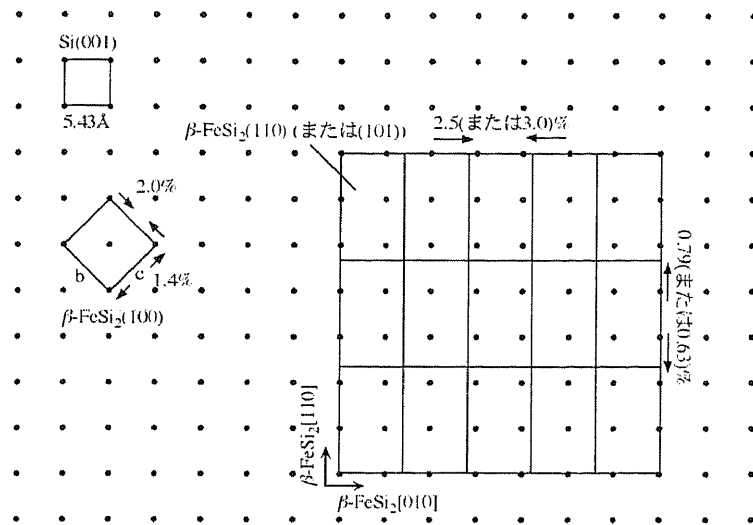 Si(001)
5.43Å
β-FeSi₂(110) (または(101))
2.5(または3.0)%
2.0%
b
c
1.4%
β-FeSi₂(100)
0.79(または0.63)%
β-FeSi₂[110]
β-FeSi₂[010]